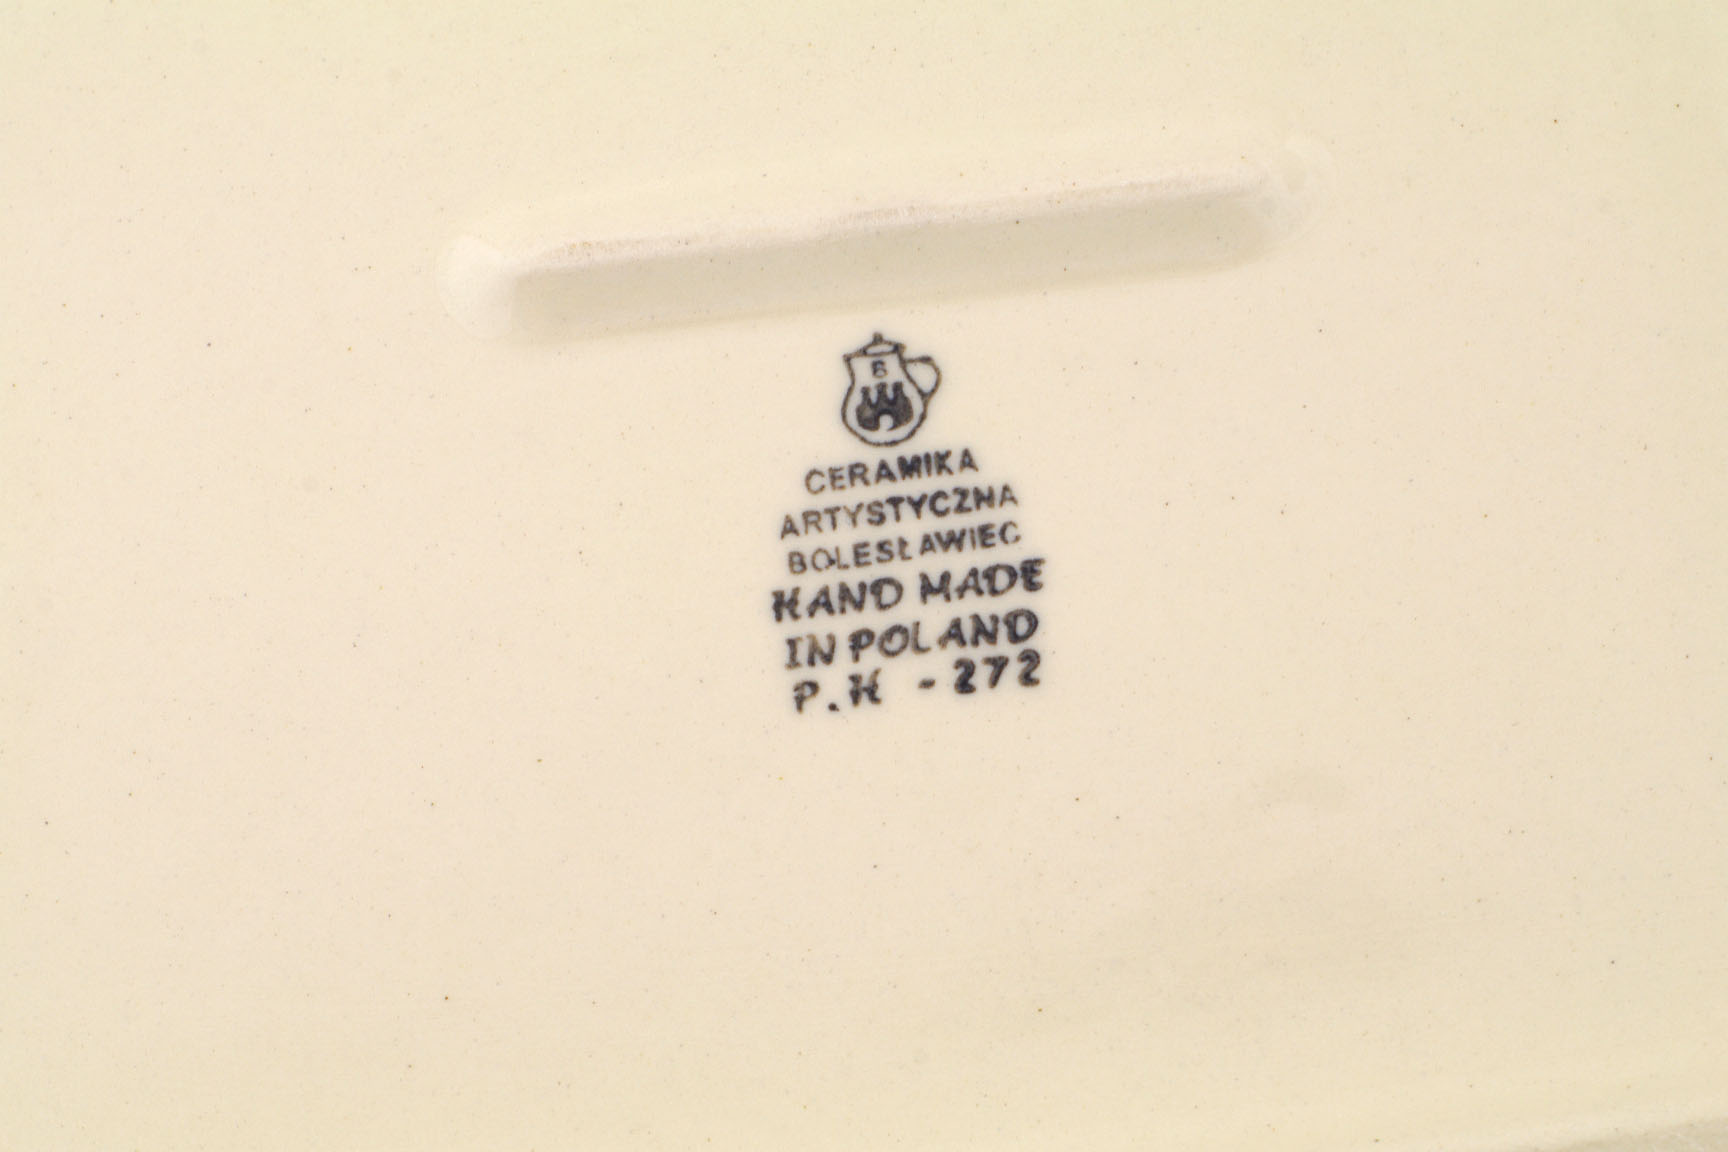 B
CERAMIKA
ARTYSTYCZNA
BOLESŁAWIEC
HAND MADE
IN POLAND
P.H -272